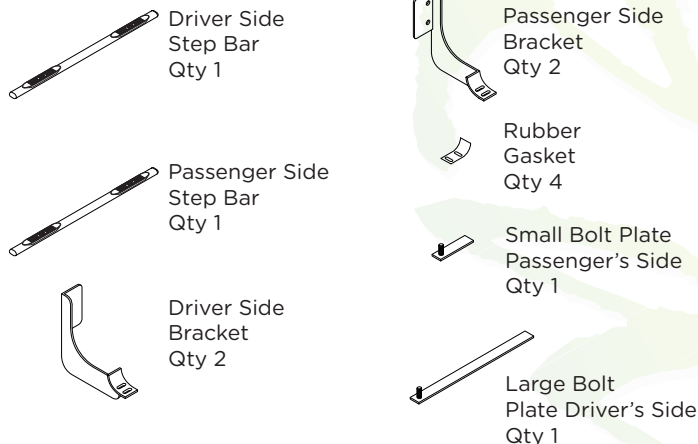 Driver Side
Step Bar
Qty 1
Passenger Side
Step Bar
Qty 1
Driver Side
Bracket
Qty 2
Passenger Side
Bracket
Qty 2
Rubber
Gasket
Qty 4
Small Bolt Plate
Passenger's Side
Qty 1
Large Bolt
Plate Driver's Side
Qty 1